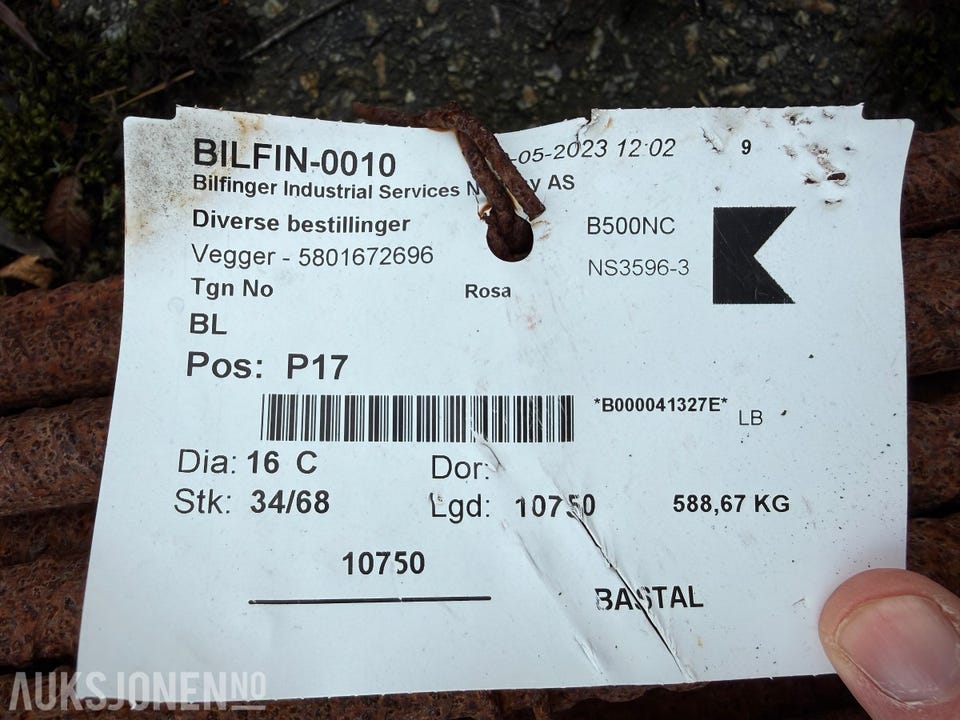 BILFIN-0010 -05-2023 12:02 9
Bilfinger Industrial Services AS
Diverse bestillinger B500NC
Vegger - 5801672696 NS3596-3
Tgn No Rosa
BL
Pos: P17
*B000041327E* LB
Dia: 16 C Dor:
Stk: 34/68 Lgd: 10750 588,67 KG
10750
BASTAL
AUKSJONEN.NO